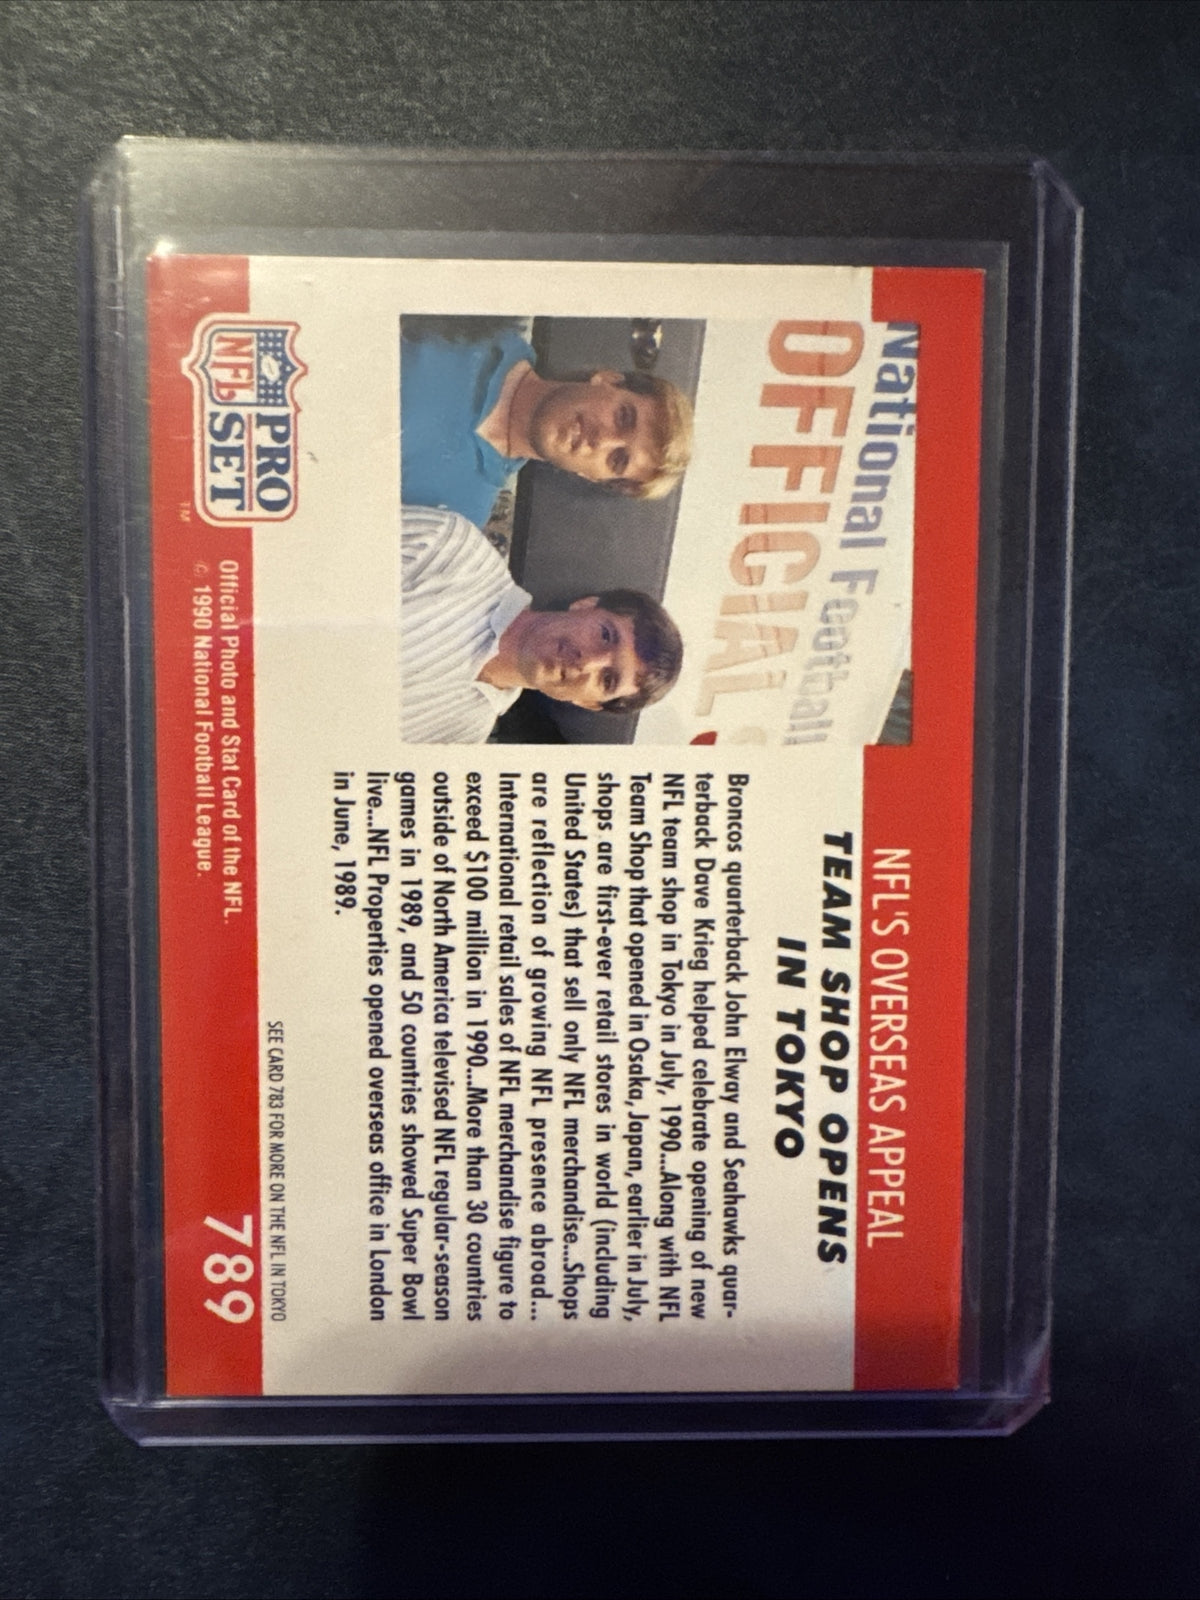 NFL'S OVERSEAS APPEAL
National Football
OFFICIAL
TEAM SHOP OPENS
IN TOKYO
Broncos quarterback John Elway and Seahawks quar-
terback Dave Krieg helped celebrate opening of new
NFL team shop in Tokyo in July, 1990...Along with NFL
Team Shop that opened in Osaka, Japan, earlier in July,
shops are first-ever retail stores in world (including
United States) that sell only NFL merchandise...Shops
are reflection of growing NFL presence abroad...
International retail sales of NFL merchandise figure to
exceed $100 million in 1990...More than 30 countries
outside of North America televised NFL regular-season
games in 1989, and 50 countries showed Super Bowl
live....NFL Properties opened overseas office in London
in June, 1989.
SEE CARD 783 FOR MORE ON THE NFL IN TOKYO
NFL PRO
SET
TM
Official Photo and Stat Card of the NFL.
© 1990 National Football League.
789